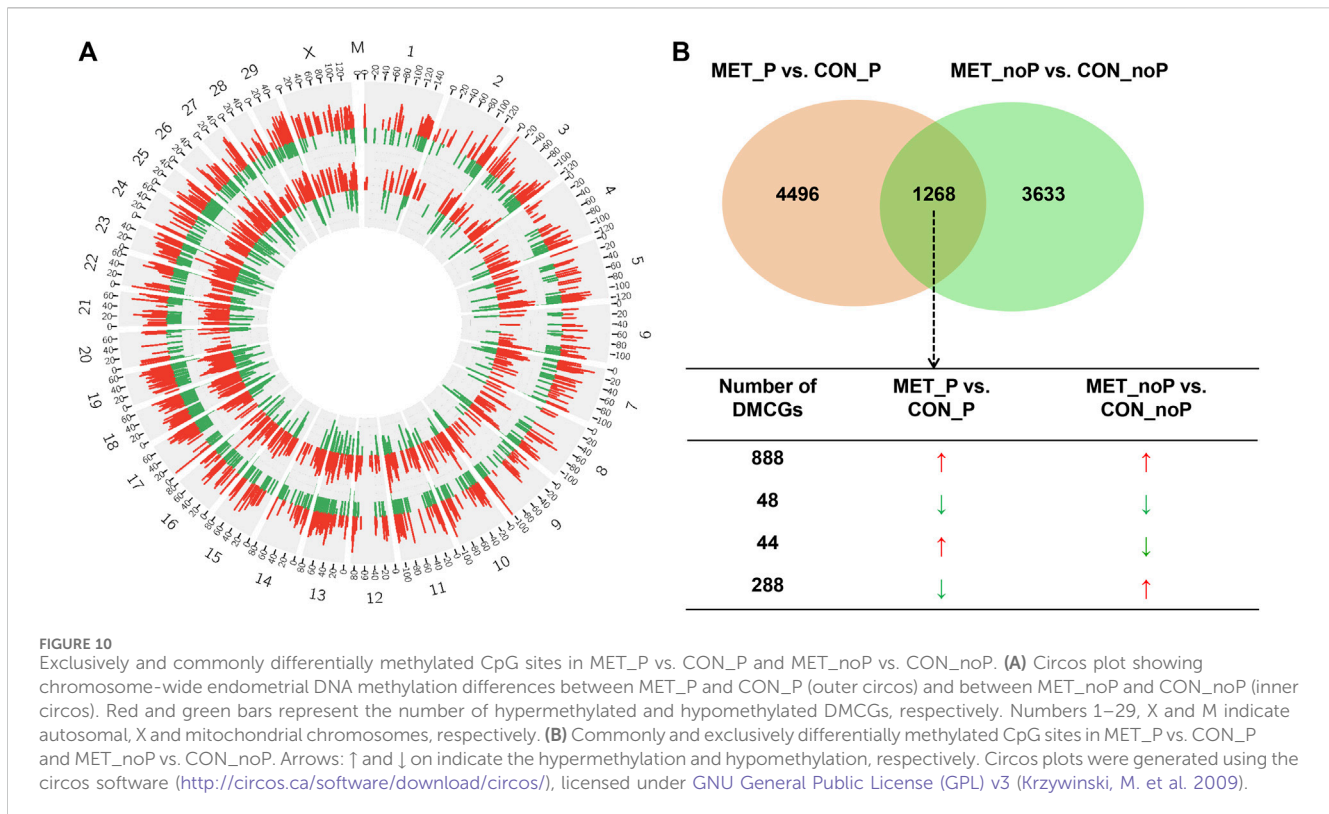 A
M
1
2
3
4
5
6
7
8
9
10
11
12
13
14
15
16
17
18
19
20
21
22
23
24
25
26
27
28
29
X
B
MET_P vs. CON_P MET_noP vs. CON_noP
4496 1268 3633
Number of MET_P vs. MET_noP vs.
DMCGs CON_P CON_noP
888 ↑ ↑
48 ↓ ↓
44 ↑ ↓
288 ↓ ↑
FIGURE 10
Exclusively and commonly differentially methylated CpG sites in MET_P vs. CON_P and MET_noP vs. CON_noP. (A) Circos plot showing
chromosome-wide endometrial DNA methylation differences between MET_P and CON_P (outer circos) and between MET_noP and CON_noP (inner
circos). Red and green bars represent the number of hypermethylated and hypomethylated DMCGs, respectively. Numbers 1–29, X and M indicate
autosomal, X and mitochondrial chromosomes, respectively. (B) Commonly and exclusively differentially methylated CpG sites in MET_P vs. CON_P
and MET_noP vs. CON_noP. Arrows: ↑ and ↓ on indicate the hypermethylation and hypomethylation, respectively. Circos plots were generated using the
circos software (http://circos.ca/software/download/circos/), licensed under GNU General Public License (GPL) v3 (Krzywinski, M. et al. 2009).